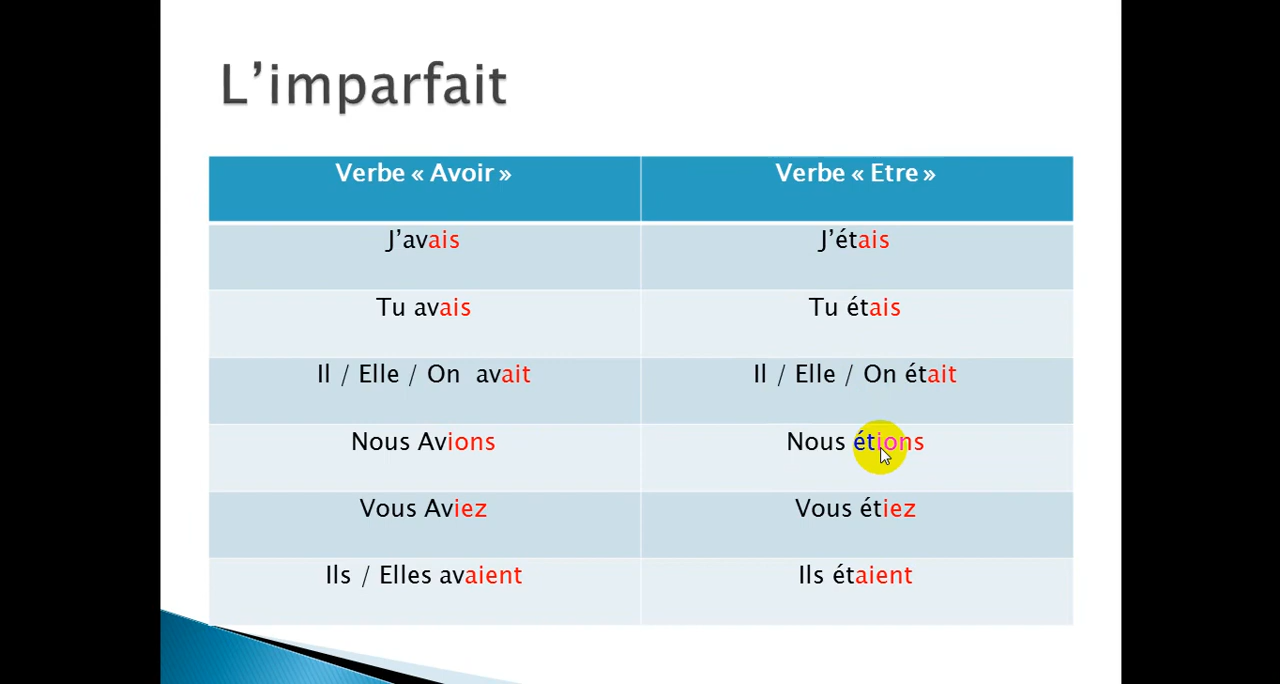 L’imparfait
Verbe « Avoir » Verbe « Etre »
J’avais J’étais
Tu avais Tu étais
Il / Elle / On avait Il / Elle / On était
Nous Avions Nous étions
Vous Aviez Vous étiez
Ils / Elles avaient Ils étaient